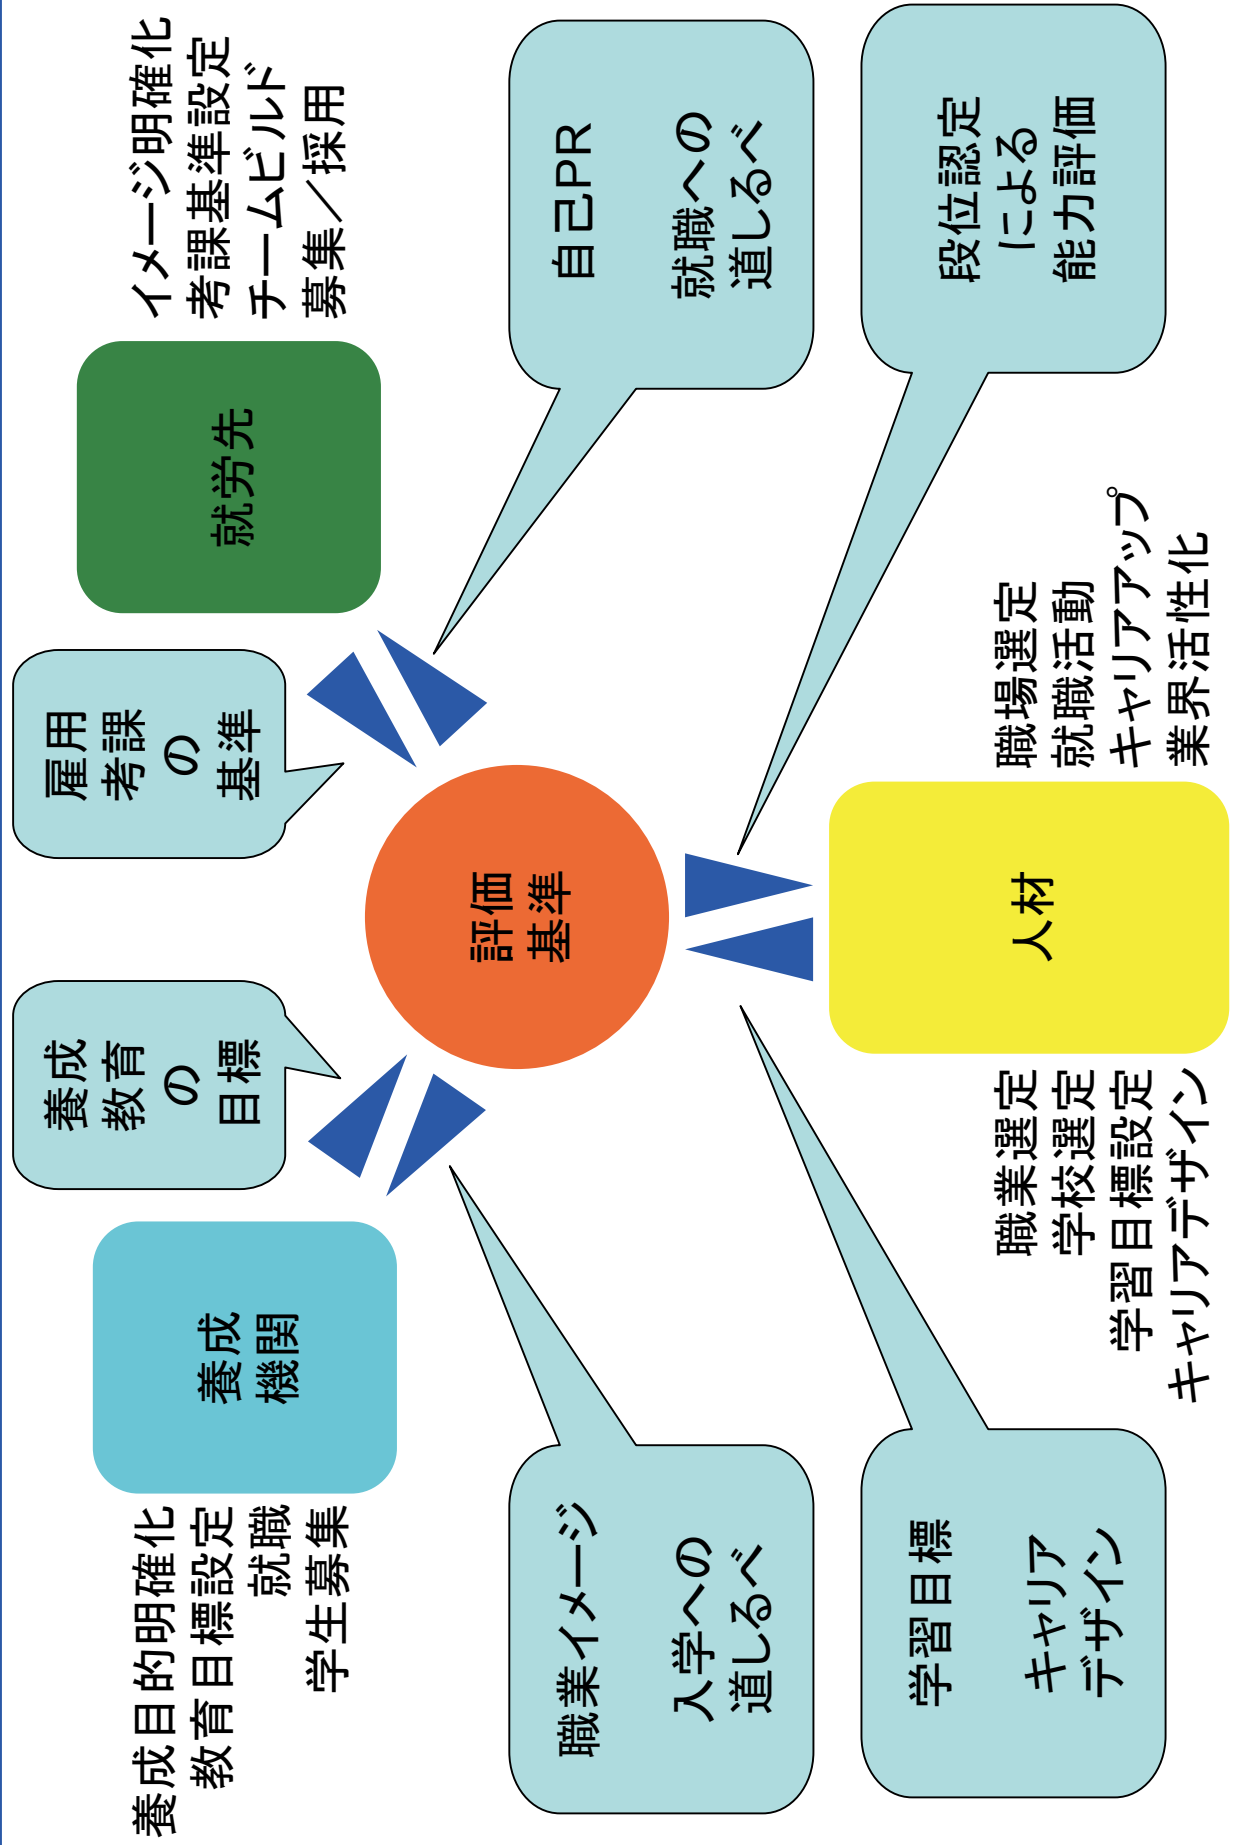 養成
教育
の
目標
雇用
考課
の
基準
養成目的明確化
教育目標設定
就職
学生募集
養成
機関
就労先
イメージ明確化
考課基準設定
チームビルド
募集／採用
評価
基準
職業イメージ
入学への
道しるべ
自己PR
就職への
道しるべ
学習目標
キャリア
デザイン
職業選定
学校選定
学習目標設定
キャリアデザイン
人材
職場選定
就職活動
キャリアアップ
業界活性化
段位認定
による
能力評価